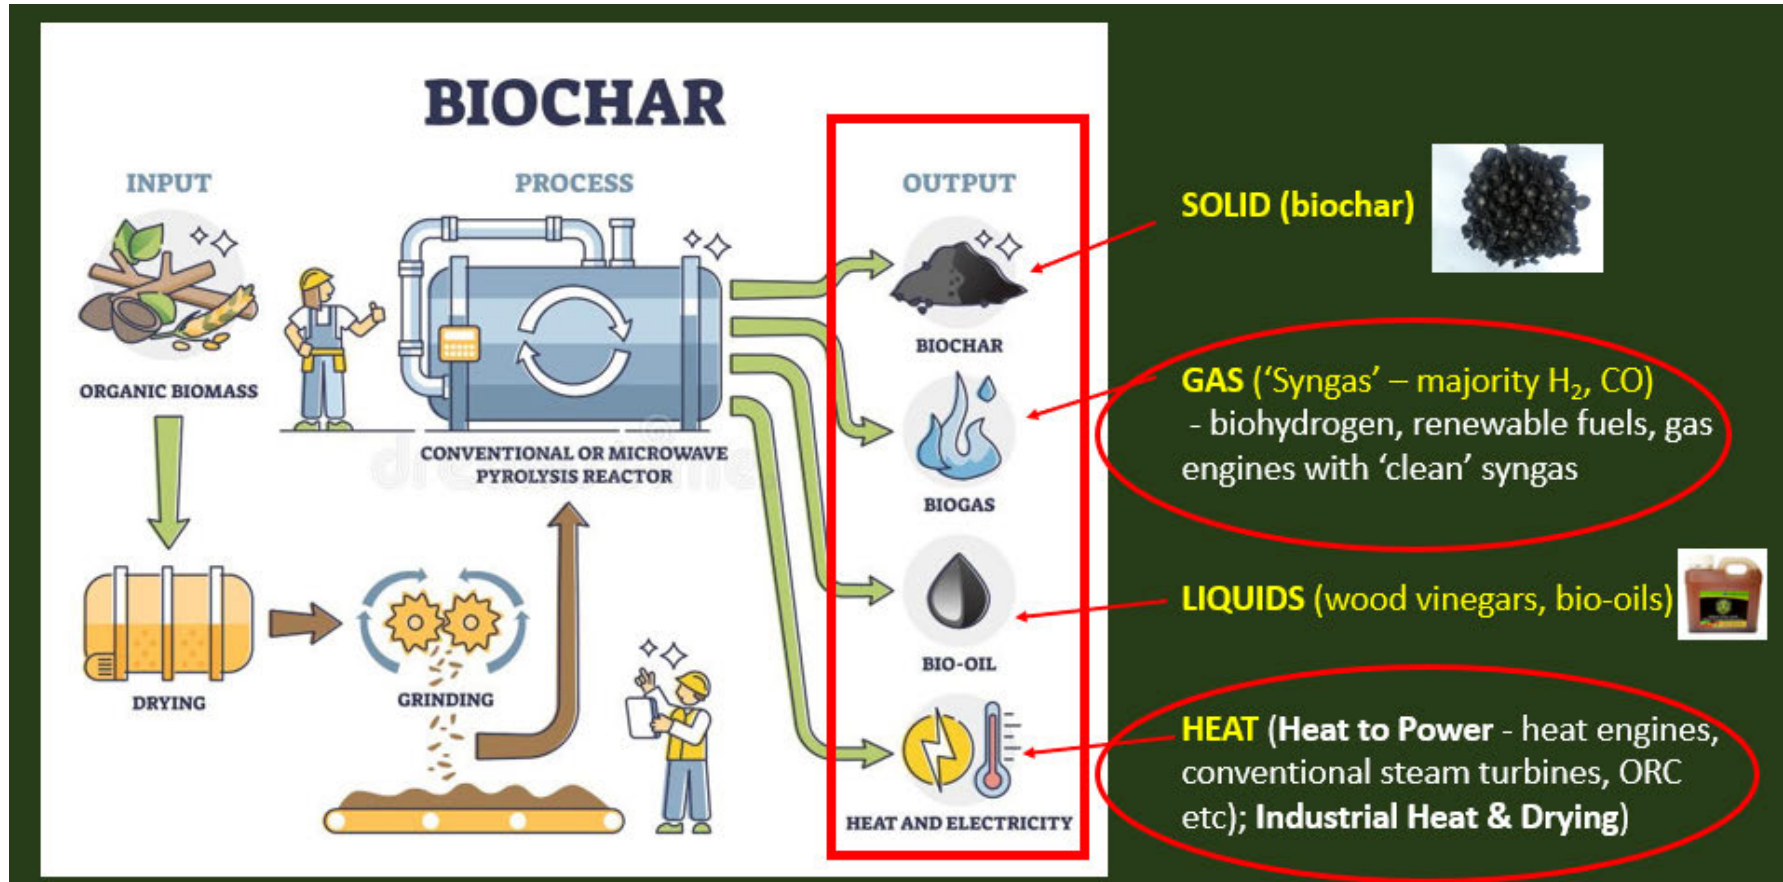 BIOCHAR
INPUT
PROCESS
OUTPUT
ORGANIC BIOMASS
CONVENTIONAL OR MICROWAVE
PYROLYSIS REACTOR
DRYING
GRINDING
BIOCHAR
BIOGAS
BIO-OIL
HEAT AND ELECTRICITY
SOLID (biochar)
GAS (‘Syngas’ – majority H₂, CO)
- biohydrogen, renewable fuels, gas
engines with ‘clean’ syngas
LIQUIDS (wood vinegars, bio-oils)
HEAT (Heat to Power - heat engines,
conventional steam turbines, ORC
etc); Industrial Heat & Drying)